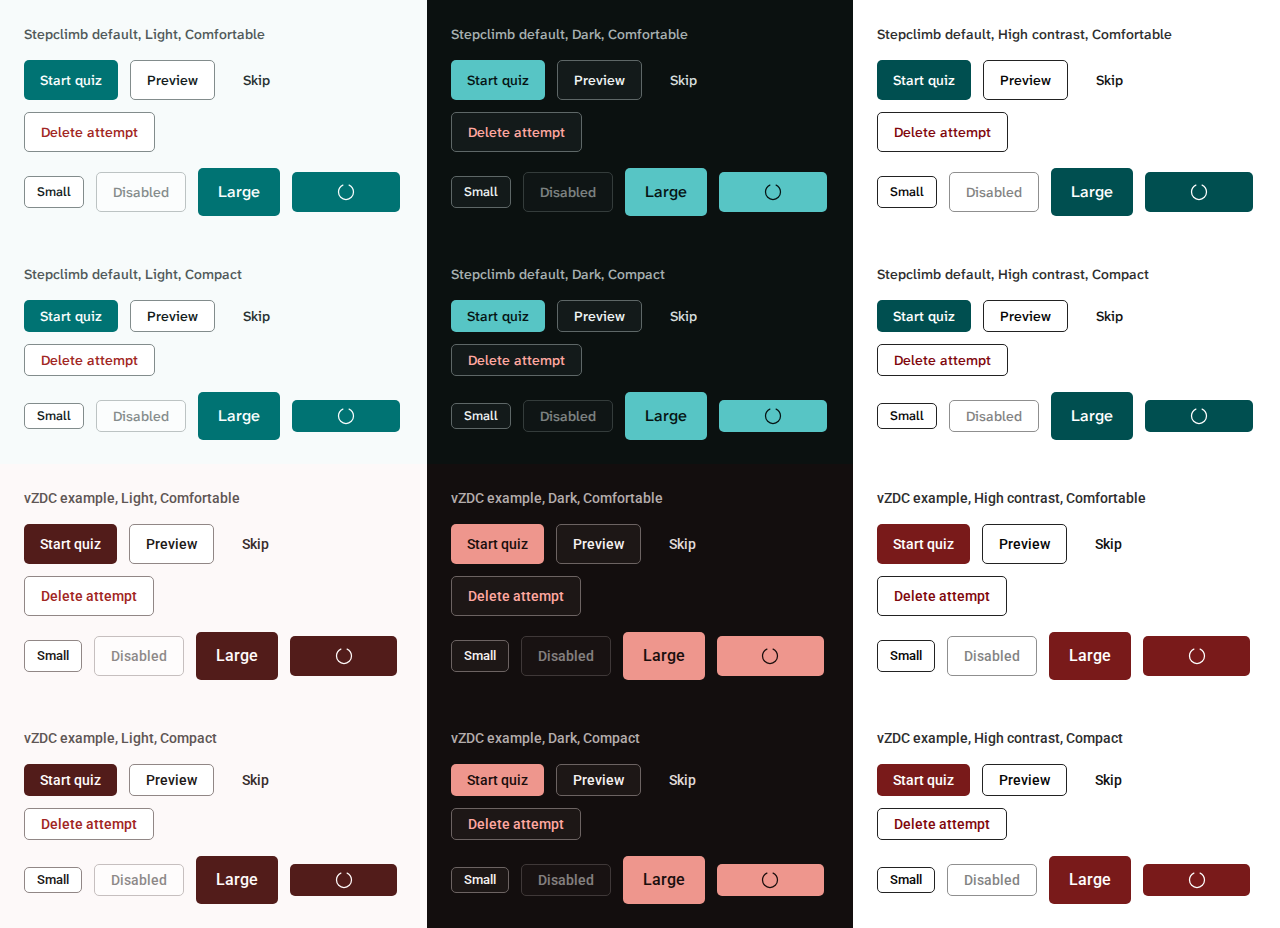 Stepclimb default, Light, Comfortable
Start quiz Preview Skip
Delete attempt
Small Disabled Large
Stepclimb default, Dark, Comfortable
Start quiz Preview Skip
Delete attempt
Small Disabled Large
Stepclimb default, High contrast, Comfortable
Start quiz Preview Skip
Delete attempt
Small Disabled Large
Stepclimb default, Light, Compact
Start quiz Preview Skip
Delete attempt
Small Disabled Large
Stepclimb default, Dark, Compact
Start quiz Preview Skip
Delete attempt
Small Disabled Large
Stepclimb default, High contrast, Compact
Start quiz Preview Skip
Delete attempt
Small Disabled Large
vZDC example, Light, Comfortable
Start quiz Preview Skip
Delete attempt
Small Disabled Large
vZDC example, Dark, Comfortable
Start quiz Preview Skip
Delete attempt
Small Disabled Large
vZDC example, High contrast, Comfortable
Start quiz Preview Skip
Delete attempt
Small Disabled Large
vZDC example, Light, Compact
Start quiz Preview Skip
Delete attempt
Small Disabled Large
vZDC example, Dark, Compact
Start quiz Preview Skip
Delete attempt
Small Disabled Large
vZDC example, High contrast, Compact
Start quiz Preview Skip
Delete attempt
Small Disabled Large